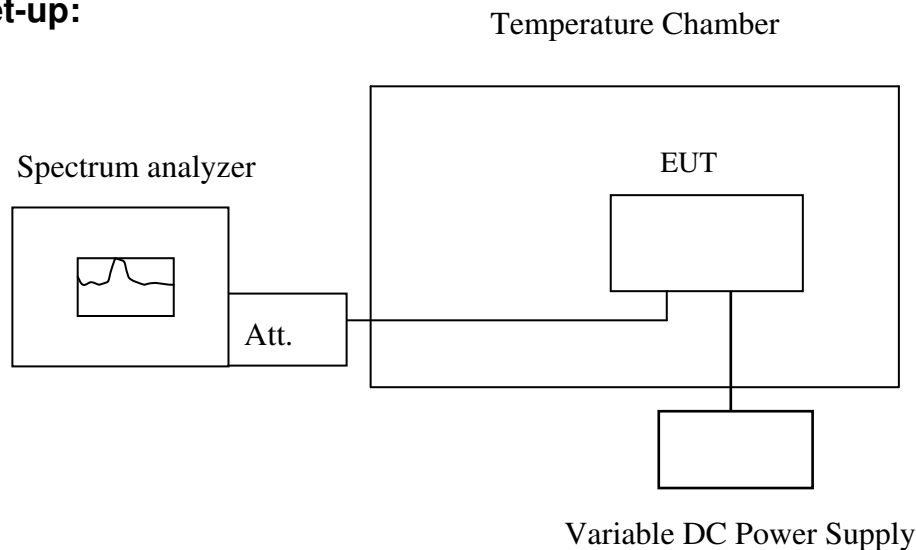 et-up:
Temperature Chamber
Spectrum analyzer
EUT
Att.
Variable DC Power Supply